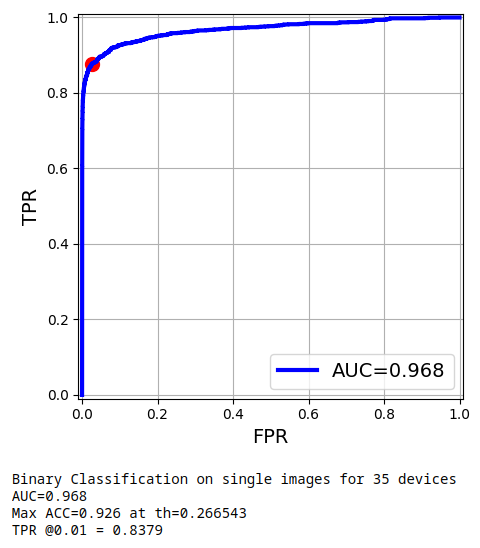 1.0
0.8
0.6
0.4
0.2
0.0
TPR
AUC=0.968
0.0 0.2 0.4 0.6 0.8 1.0
FPR
Binary Classification on single images for 35 devices
AUC=0.968
Max ACC=0.926 at th=0.266543
TPR @0.01 = 0.8379